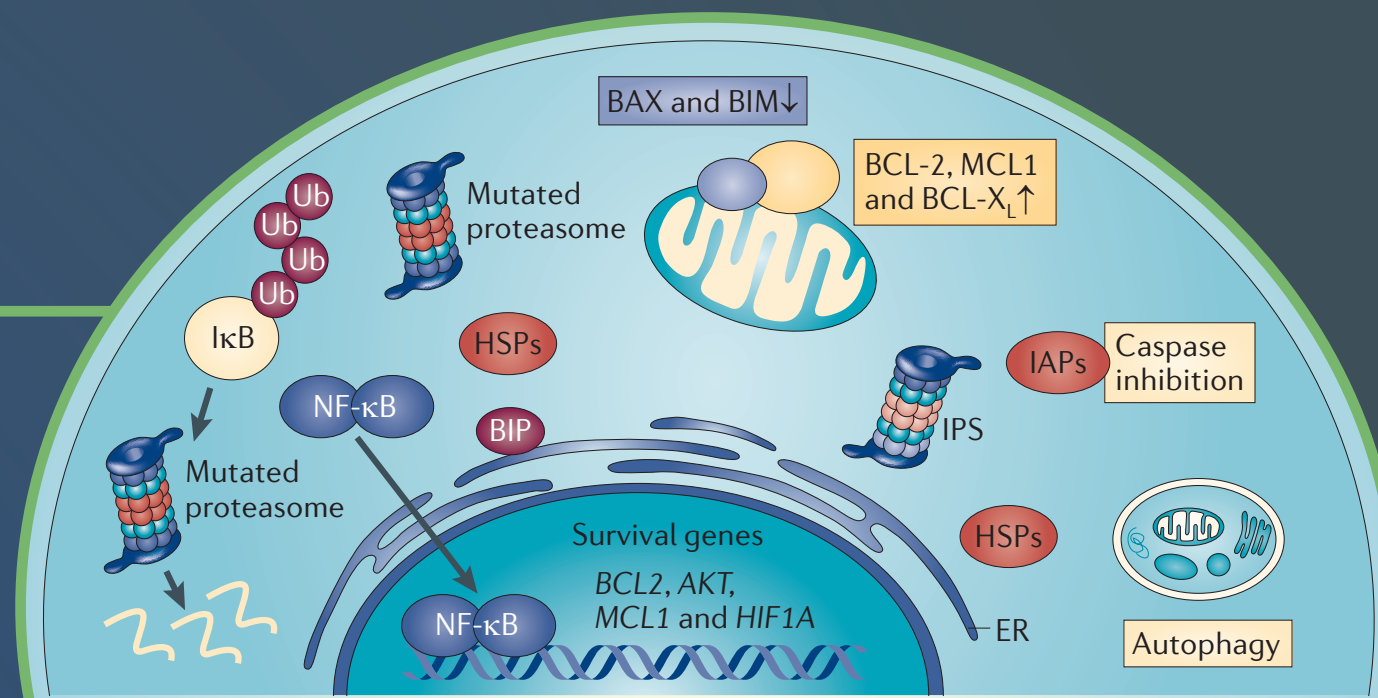 BAX and BIM↓
BCL-2, MCL1
and BCL-X_L↑
Ub
Ub
Ub
Ub
Mutated
proteasome
IκB
HSPs
NF-κB
BIP
IAPs
Caspase
inhibition
IPS
Mutated
proteasome
Survival genes
BCL2, AKT,
MCL1 and HIF1A
NF-κB
HSPs
ER
Autophagy